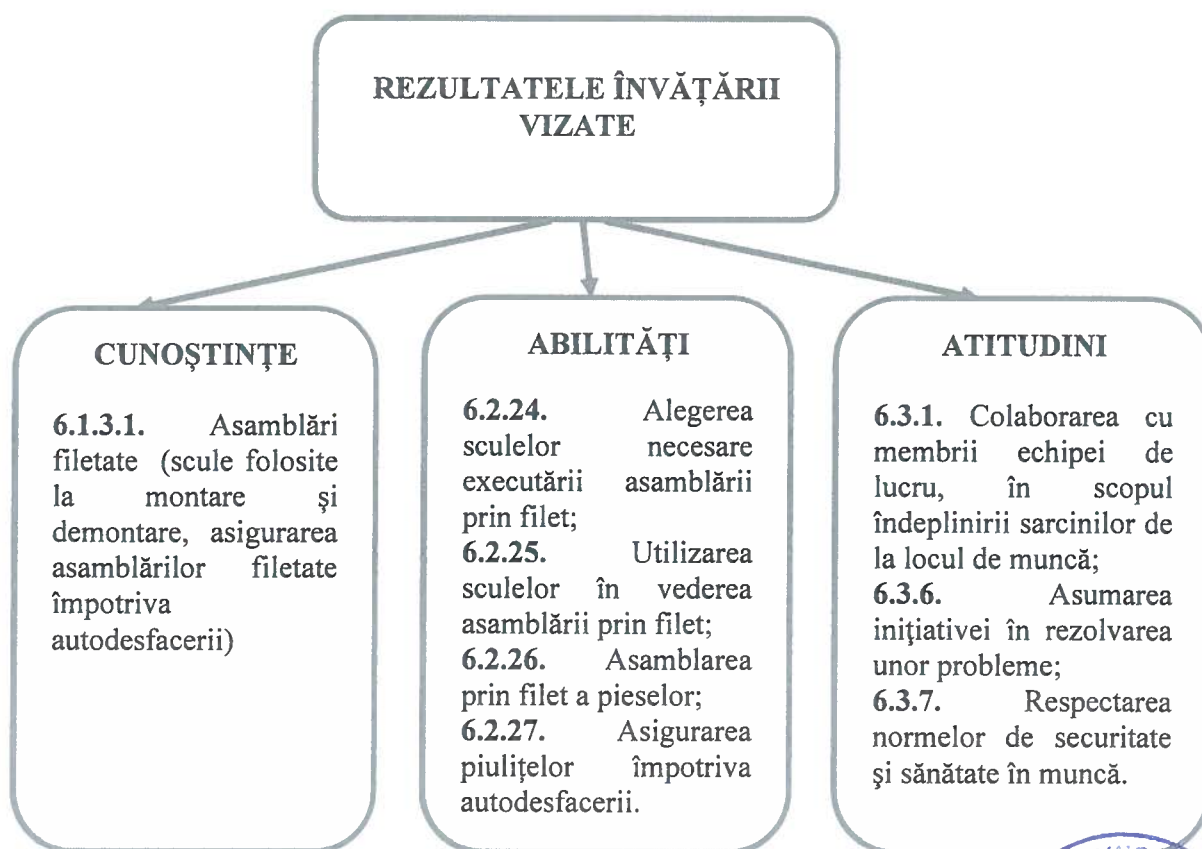 REZULTATELE ÎNVĂȚĂRII
VIZATE
CUNOȘTINȚE
6.1.3.1. Asamblări
filetate (scule folosite
la montare și
demontare, asigurarea
asamblărilor filetate
împotriva
autodesfacerii)
ABILITĂȚI
6.2.24. Alegerea
sculelor necesare
executării asamblării
prin filet;
6.2.25. Utilizarea
sculelor în vederea
asamblării prin filet;
6.2.26. Asamblarea
prin filet a pieselor;
6.2.27. Asigurarea
piulițelor împotriva
autodesfacerii.
ATITUDINI
6.3.1. Colaborarea cu
membrii echipei de
lucru, în scopul
îndeplinirii sarcinilor de
la locul de muncă;
6.3.6. Asumarea
inițiativei în rezolvarea
unor probleme;
6.3.7. Respectarea
normelor de securitate
și sănătate în muncă.